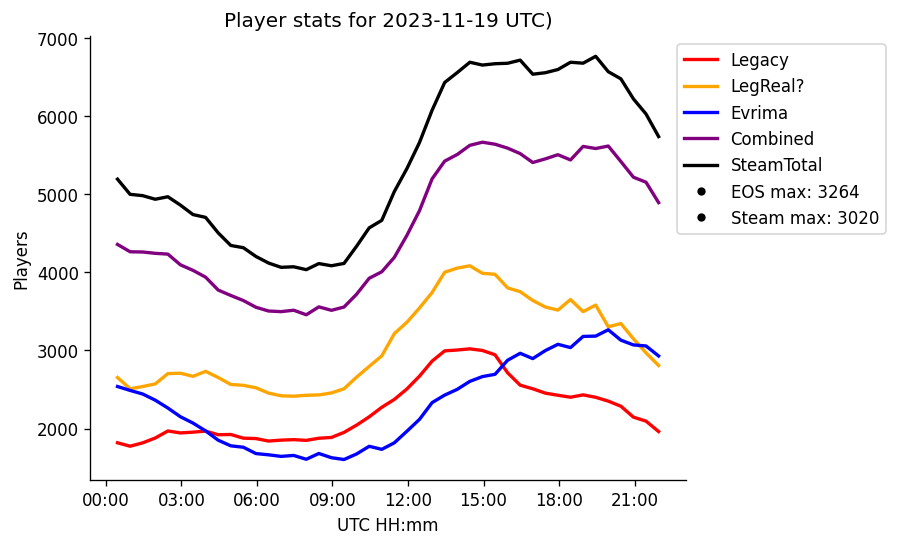 Player stats for 2023-11-19 UTC)
7000
6000
5000
4000
3000
2000
Players
00:00 03:00 06:00 09:00 12:00 15:00 18:00 21:00
UTC HH:mm
Legacy
LegReal?
Evrima
Combined
SteamTotal
EOS max: 3264
Steam max: 3020